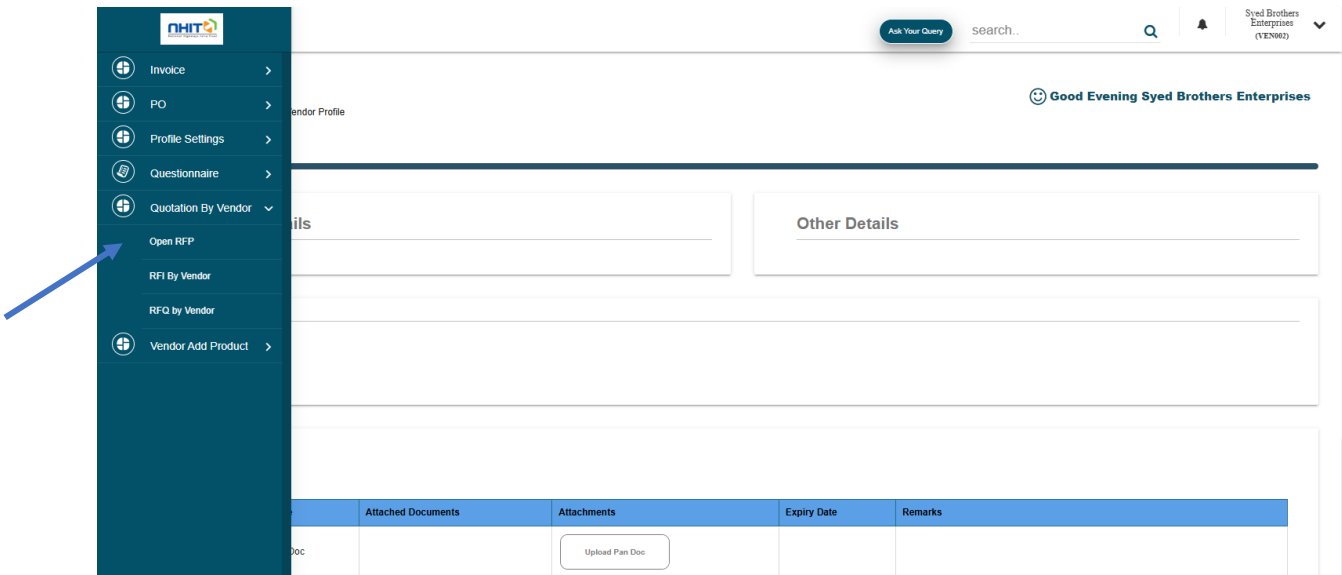 NHIT
Ask Your Query
search..
Syed Brothers
Enterprises
(VEN002)
Invoice
PO
Profile Settings
Questionnaire
Quotation By Vendor
Open RFP
RFI By Vendor
RFQ by Vendor
Vendor Add Product
endor Profile
Good Evening Syed Brothers Enterprises
ils
Other Details
Attached Documents
Attachments
Expiry Date
Remarks
Doc
Upload Pan Doc